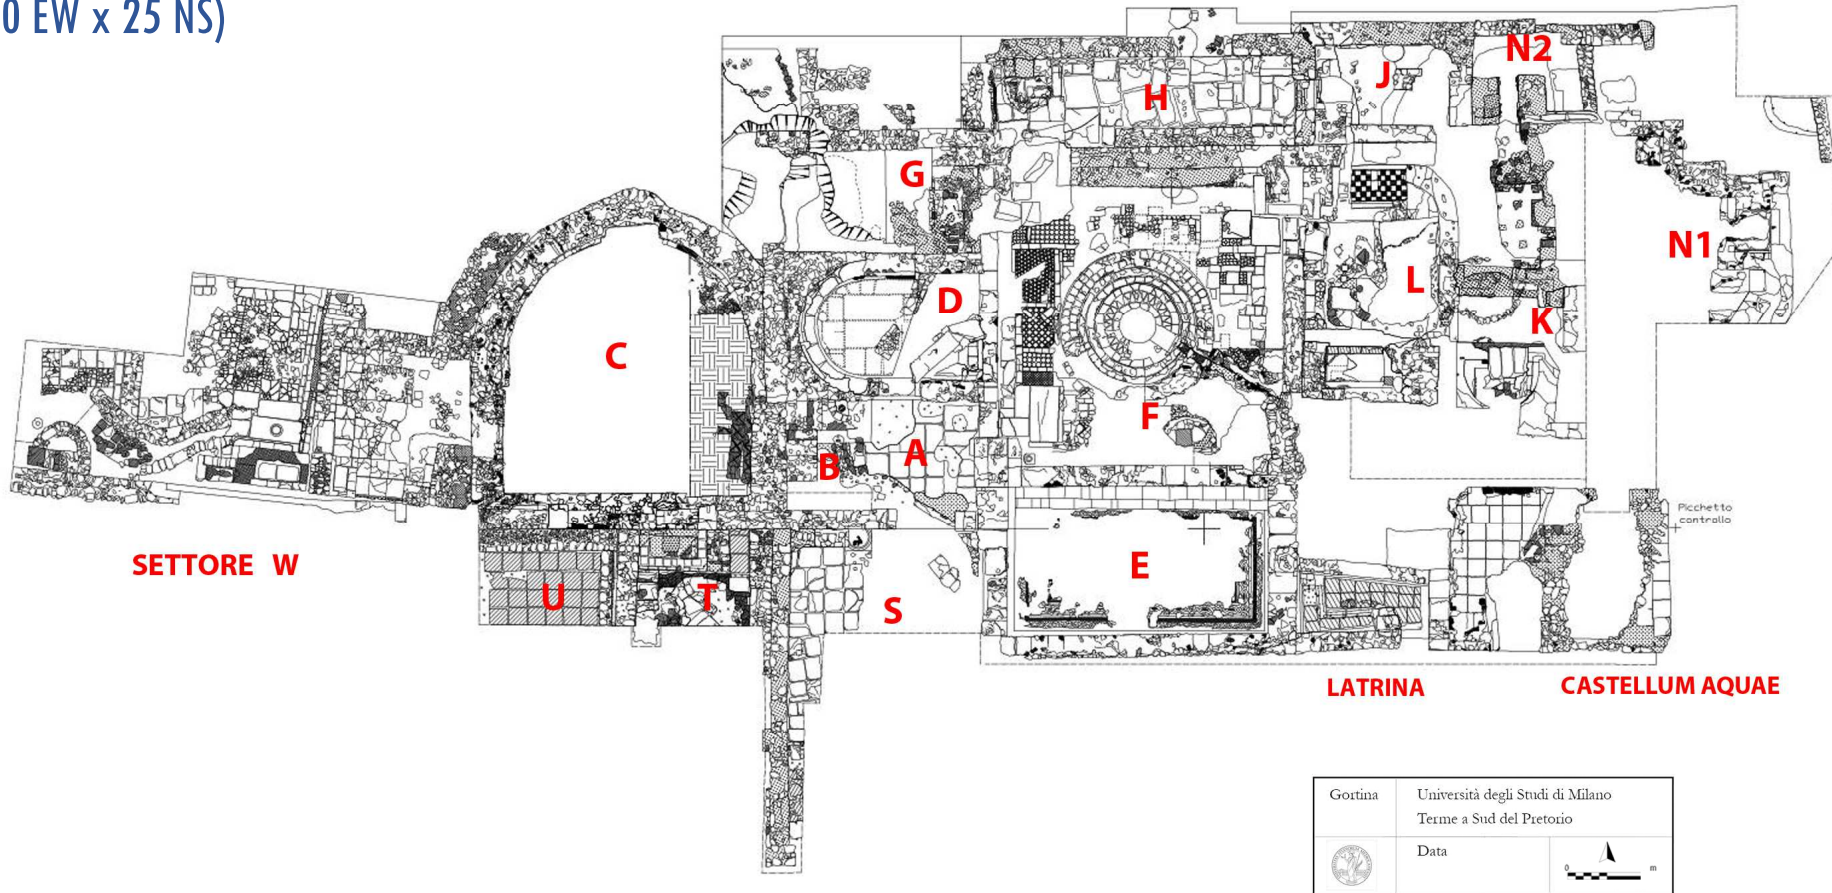 0 EW x 25 NS)
N2
J
H
G
N1
D
L
K
C
F
A
B
Picchetto
controllo
SETTORE W
E
U
T
S
LATRINA
CASTELLUM AQUAE
Gortina
Università degli Studi di Milano
Terme a Sud del Pretorio
Data
0 m